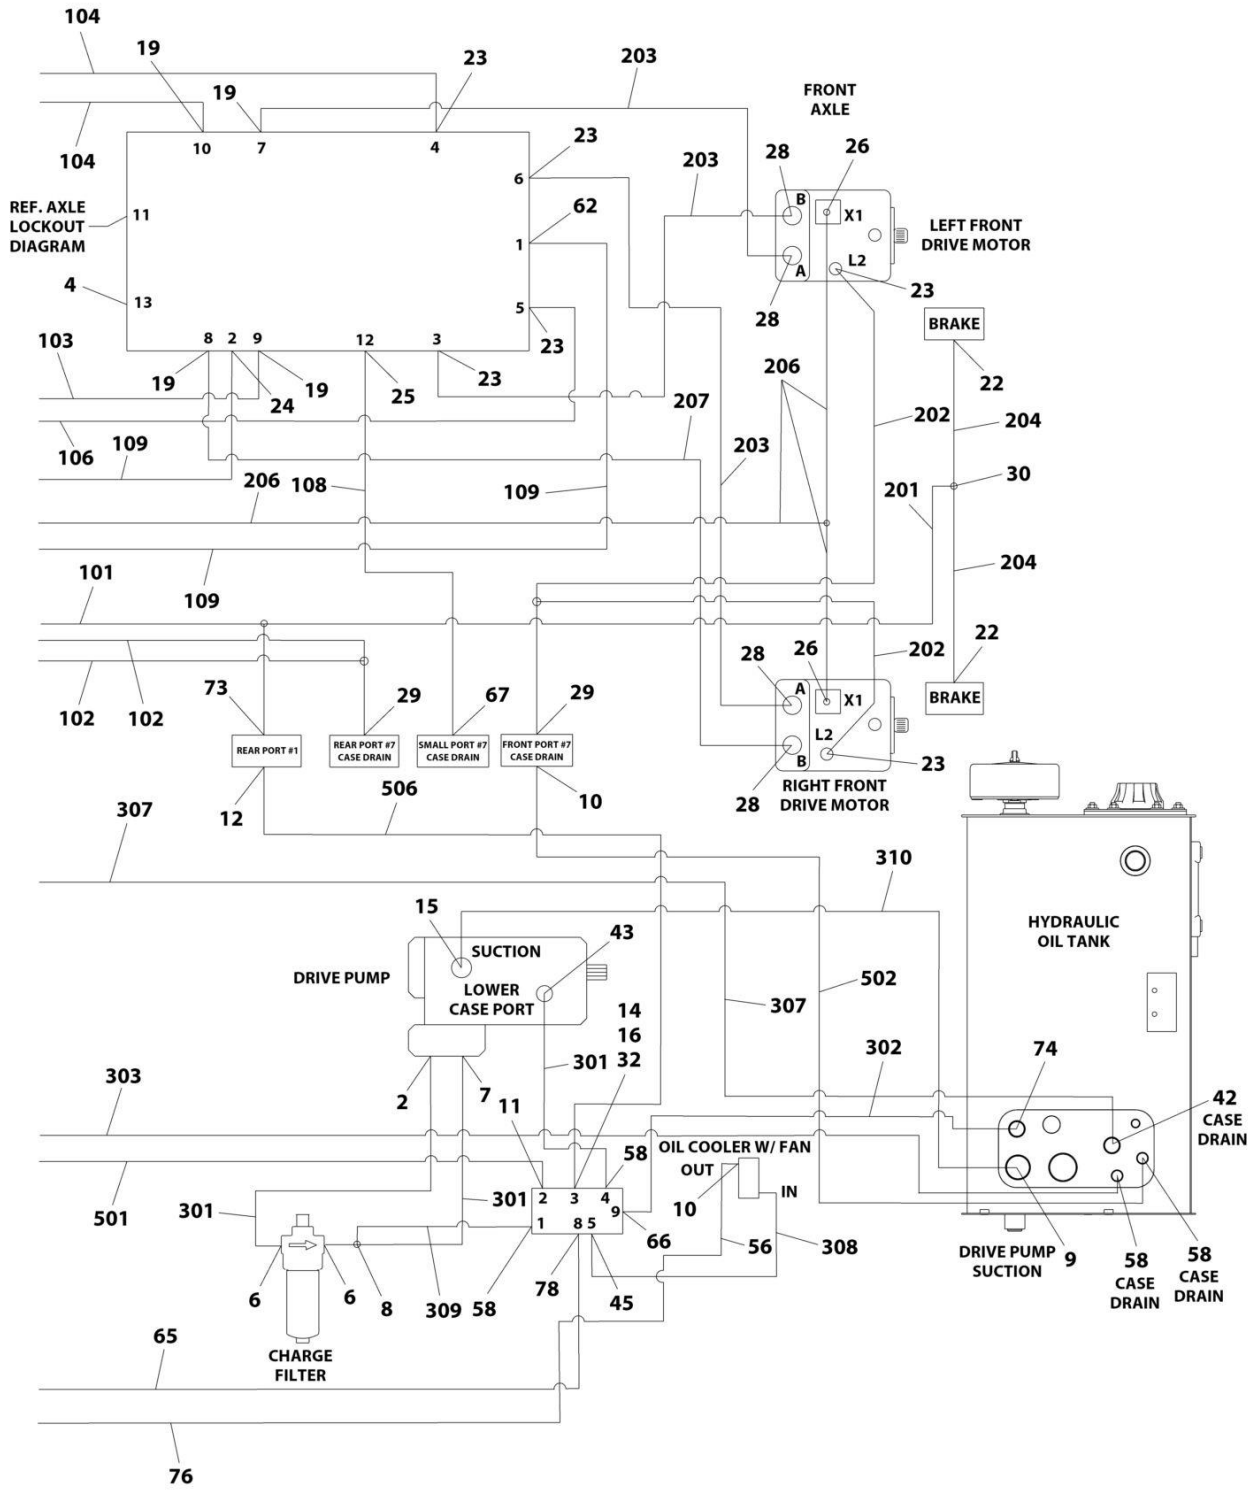 104
19
23
203
FRONT
AXLE
19
104
10
7
4
23
203
28
26
6
B
X1
REF. AXLE
LOCKOUT
DIAGRAM
11
62
1
LEFT FRONT
DRIVE MOTOR
L2
A
4
13
5
23
28
23
BRAKE
103
8
2
9
12
3
19
24
19
25
23
206
22
207
202
204
106
109
203
206
108
109
201
30
101
109
204
102
102
73
29
67
29
28
26
202
22
A
X1
BRAKE
REAR PORT #1
REAR PORT #7
CASE DRAIN
SMALL PORT #7
CASE DRAIN
FRONT PORT #7
CASE DRAIN
L2
B
23
RIGHT FRONT
DRIVE MOTOR
28
12
506
10
307
310
15
43
SUCTION
DRIVE PUMP
LOWER
CASE PORT
HYDRAULIC
OIL TANK
502
307
14
16
32
301
302
74
303
2
7
11
42
CASE
DRAIN
58
OIL COOLER W/ FAN
OUT
IN
501
301
301
2
3
4
9
1
8
5
10
66
56
308
DRIVE PUMP
SUCTION
9
58
CASE
DRAIN
58
CASE
DRAIN
6
6
8
309
58
78
45
CHARGE
FILTER
65
76